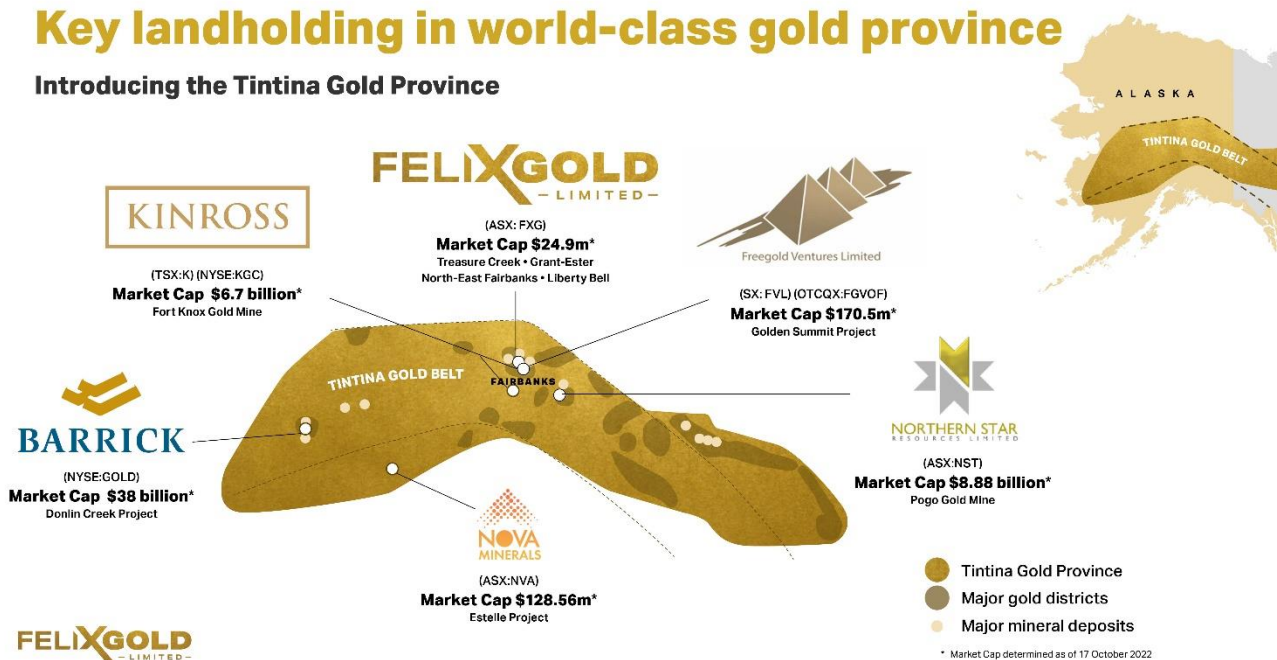 Key landholding in world-class gold province
Introducing the Tintina Gold Province
ALASKA
TINTINA GOLD BELT
KINROSS
(TSX:K) (NYSE:KGC)
Market Cap $6.7 billion*
Fort Knox Gold Mine
FELIXGOLD
– LIMITED –
(ASX: FXG)
Market Cap $24.9m*
Treasure Creek • Grant-Ester
North-East Fairbanks • Liberty Bell
Freegold Ventures Limited
(SX: FVL) (OTCQX:FGVOF)
Market Cap $170.5m*
Golden Summit Project
TINTINA GOLD BELT
FAIRBANKS
BARRICK
(NYSE:GOLD)
Market Cap $38 billion*
Donlin Creek Project
NORTHERN STAR
RESOURCES LIMITED
(ASX:NST)
Market Cap $8.88 billion*
Pogo Gold Mine
NOVA
MINERALS
(ASX:NVA)
Market Cap $128.56m*
Estelle Project
Tintina Gold Province
Major gold districts
Major mineral deposits
* Market Cap determined as of 17 October 2022
FELIXGOLD
– LIMITED –